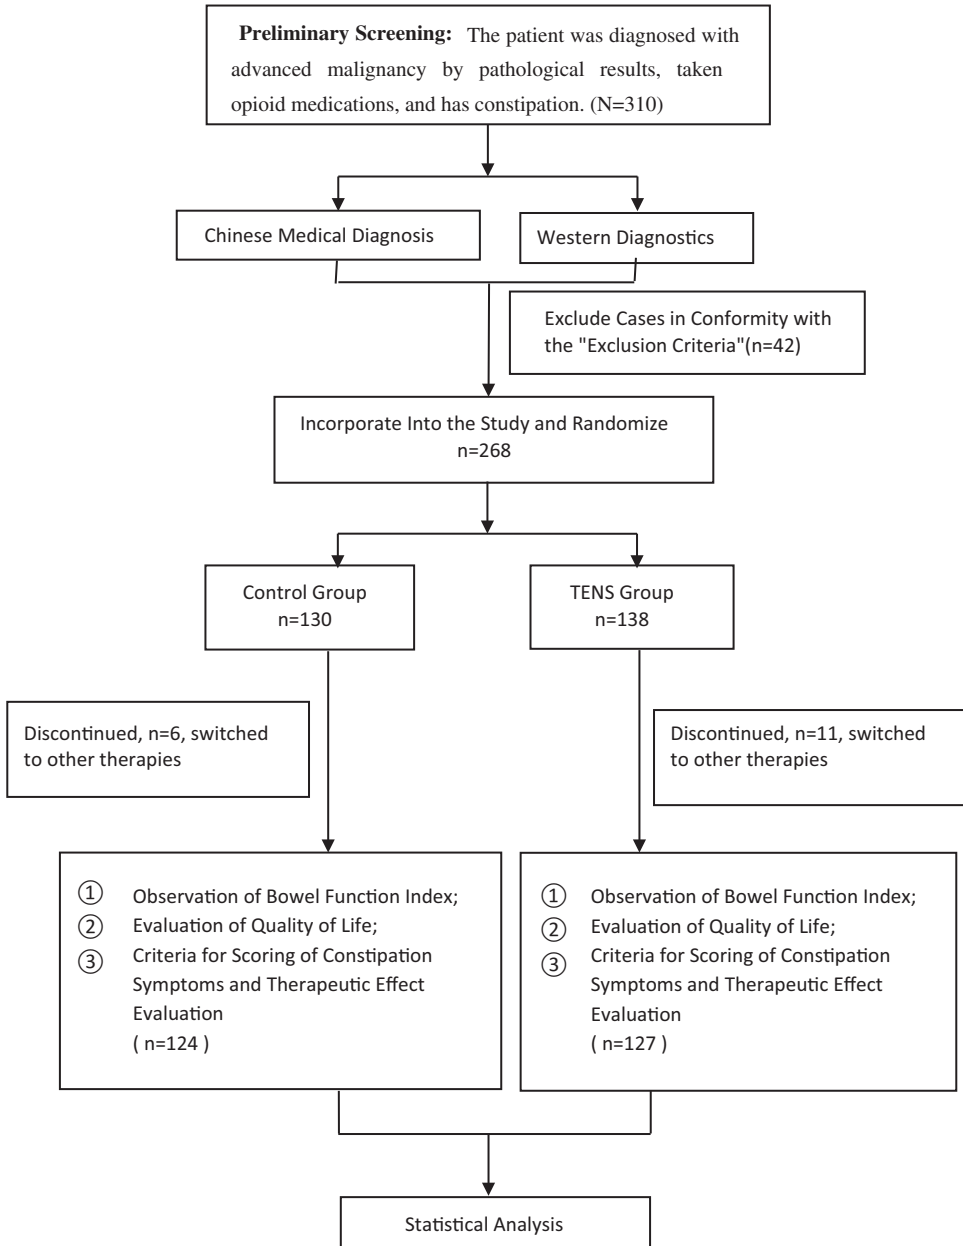 Preliminary Screening: The patient was diagnosed with
advanced malignancy by pathological results, taken
opioid medications, and has constipation. (N=310)
Chinese Medical Diagnosis
Western Diagnostics
Exclude Cases in Conformity with
the "Exclusion Criteria"(n=42)
Incorporate Into the Study and Randomize
n=268
Control Group
n=130
TENS Group
n=138
Discontinued, n=6, switched
to other therapies
Discontinued, n=11, switched
to other therapies
① Observation of Bowel Function Index;
② Evaluation of Quality of Life;
③ Criteria for Scoring of Constipation
Symptoms and Therapeutic Effect
Evaluation
( n=124 )
① Observation of Bowel Function Index;
② Evaluation of Quality of Life;
③ Criteria for Scoring of Constipation
Symptoms and Therapeutic Effect
Evaluation
( n=127 )
Statistical Analysis